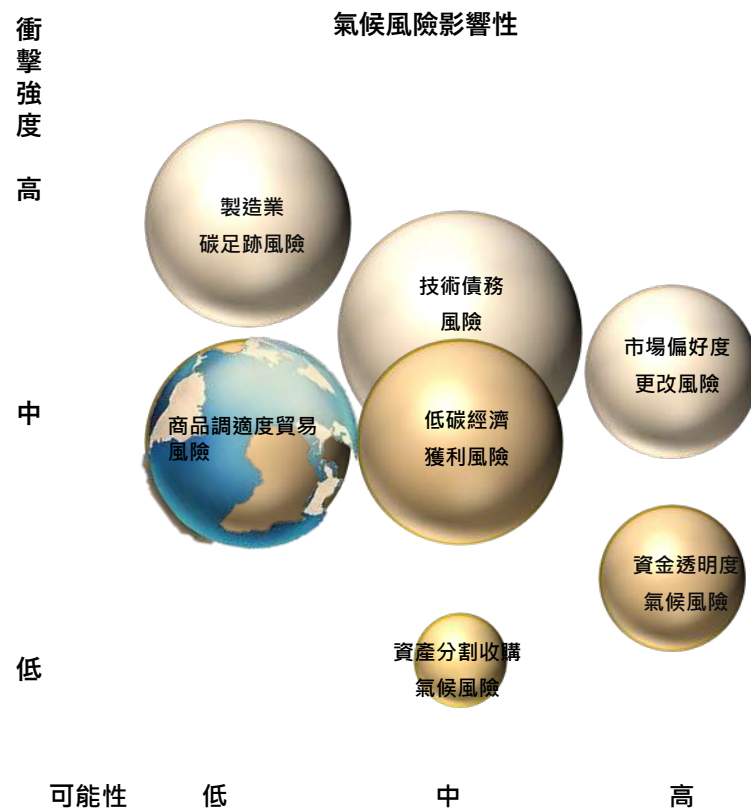 氣候風險影響性
衝擊強度
高
製造業
碳足跡風險
技術債務
風險
市場偏好度
更改風險
中
商品調適度貿易
風險
低碳經濟
獲利風險
資金透明度
氣候風險
低
資產分割收購
氣候風險
可能性 低 中 高